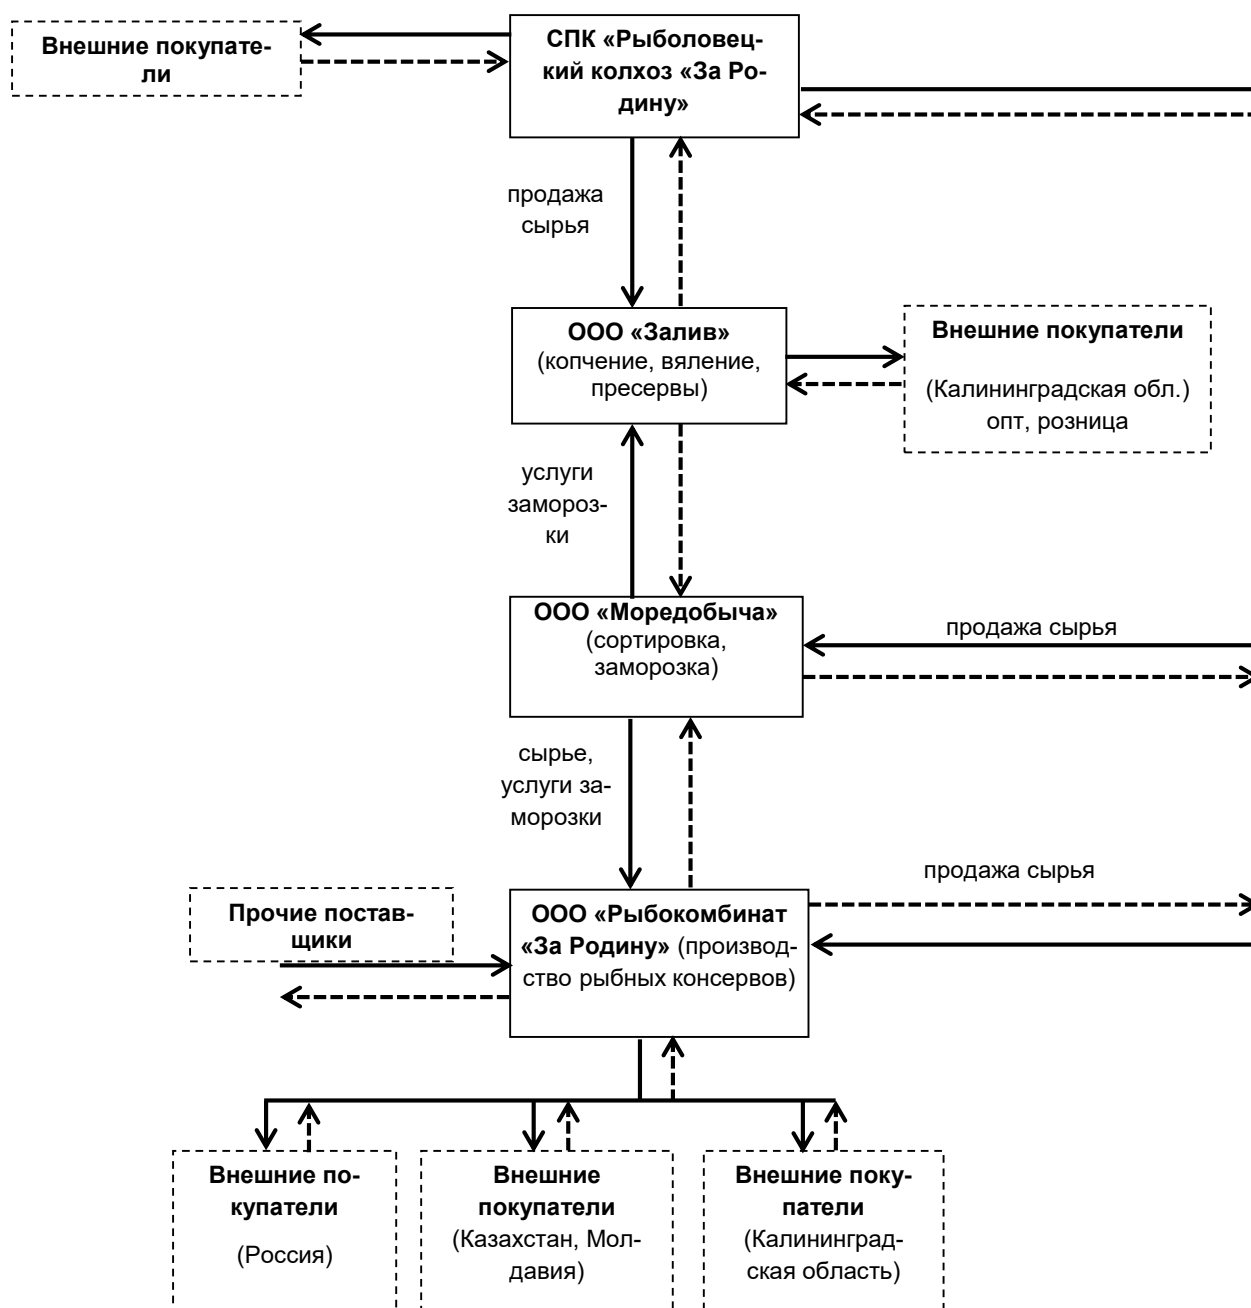 Внешние покупате-
ли
СПК «Рыболовец-
кий колхоз «За Ро-
дину»
продажа
сырья
ООО «Залив»
(копчение, вяление,
пресервы)
Внешние покупатели
(Калининградская обл.)
опт, розница
услуги
замороз-
ки
ООО «Моредобыча»
(сортировка,
заморозка)
продажа сырья
сырье,
услуги за-
морозки
продажа сырья
Прочие постав-
щики
ООО «Рыбокомбинат
«За Родину» (производ-
ство рыбных консервов)
Внешние по-
купатели
(Россия)
Внешние
покупатели
(Казахстан, Мол-
давия)
Внешние поку-
патели
(Калининград-
ская область)